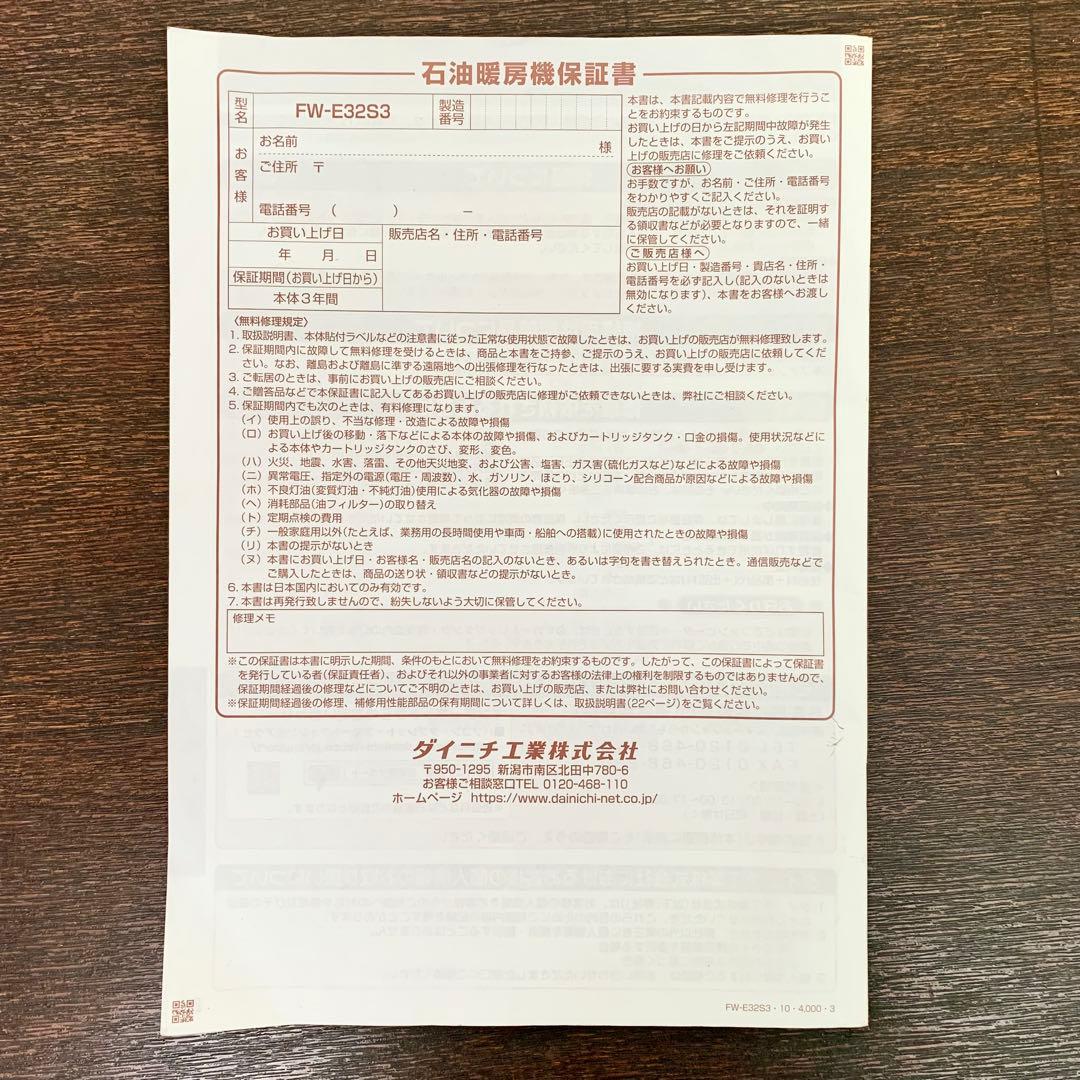 石油暖房機保証書
型名 FW-E32S3 製造番号
お客様
お名前 様
ご住所 〒
電話番号 ( ) ー
お買い上げ日
年 月 日
保証期間(お買い上げ日から)
本体3年間
販売店名・住所・電話番号
本書は、本書記載内容で無料修理を行うこ
とをお約束するものです。
お買い上げの日から左記期間中故障が発生
したときは、本書をご提示のうえ、お買い
上げの販売店に修理をご依頼ください。
お客様へお願い
お手数ですが、お名前・ご住所・電話番号
をわかりやすくご記入ください。
販売店の記載がないときは、それを証明す
る領収書などが必要となりますので、一緒
に保管してください。
ご販売店様へ
お買い上げ日・製造番号・貴店名・住所・
電話番号を必ず記入し(記入のないときは
無効になります)、本書をお客様へお渡し
ください。
〈無料修理規定〉
1. 取扱説明書、本体貼付ラベルなどの注意書に従った正常な使用状態で故障したときは、お買い上げの販売店が無料修理致します。
2. 保証期間内に故障して無料修理を受けるときは、商品と本書をご持参、ご提示のうえ、お買い上げの販売店に依頼してくだ
さい。なお、離島および離島に準ずる遠隔地への出張修理を行なったときは、出張に要する実費を申し受けます。
3. ご転居のときは、事前にお買い上げの販売店にご相談ください。
4. ご贈答品などで本保証書に記入してあるお買い上げの販売店に修理がご依頼できないときは、弊社にご相談ください。
5. 保証期間内でも次のときは、有料修理になります。
(イ) 使用上の誤り、不当な修理・改造による故障や損傷
(ロ) お買い上げ後の移動・落下などによる本体の故障や損傷、およびカートリッジタンク・口金の損傷。使用状況などに
よる本体やカートリッジタンクのさび、変形、変色。
(ハ) 火災、地震、水害、落雷、その他天災地変、および公害、塩害、ガス害(硫化ガスなど)などによる故障や損傷
(ニ) 異常電圧、指定外の電源(電圧・周波数)、水、ガソリン、ほこり、シリコーン配合商品が原因などによる故障や損傷
(ホ) 不良灯油(変質灯油・不純灯油)使用による気化器の故障や損傷
(ヘ) 消耗部品(油フィルター)の取り替え
(ト) 定期点検の費用
(チ) 一般家庭用以外(たとえば、業務用の長時間使用や車両・船舶への搭載)に使用されたときの故障や損傷
(リ) 本書の提示がないとき
(ヌ) 本書にお買い上げ日・お客様名・販売店名の記入のないとき、あるいは字句を書き替えられたとき。通信販売などで
ご購入したときは、商品の送り状・領収書などの提示がないとき。
6. 本書は日本国内においてのみ有効です。
7. 本書は再発行致しませんので、紛失しないよう大切に保管してください。
修理メモ
※この保証書は本書に明示した期間、条件のもとにおいて無料修理をお約束するものです。したがって、この保証書によって保証書
を発行している者(保証責任者)、およびそれ以外の事業者に対するお客様の法律上の権利を制限するものではありませんので、
保証期間経過後の修理などについてご不明のときは、お買い上げの販売店、または弊社にお問い合わせください。
※保証期間経過後の修理、補修用性能部品の保有期間について詳しくは、取扱説明書(22ページ)をご覧ください。
ダイニチ工業株式会社
〒950-1295 新潟市南区北田中780-6
お客様ご相談窓口TEL 0120-468-110
ホームページ https://www.dainichi-net.co.jp/
FW-E32S3・10・4,000・3